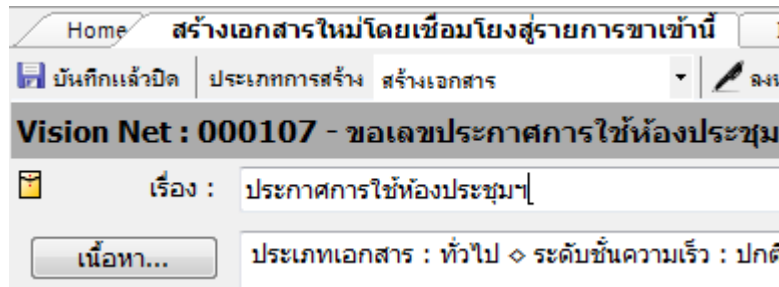 Home สร้างเอกสารใหม่โดยเชื่อมโยงสู่รายการขาเข้านี้
บันทึกแล้วปิด ประเภทการสร้าง สร้างเอกสาร
Vision Net : 000107 - ขอเลขประกาศการใช้ห้องประชุม
เรื่อง : ประกาศการใช้ห้องประชุมฯ
เนื้อหา... ประเภทเอกสาร : ทั่วไป ◇ ระดับชั้นความเร็ว : ปกติ